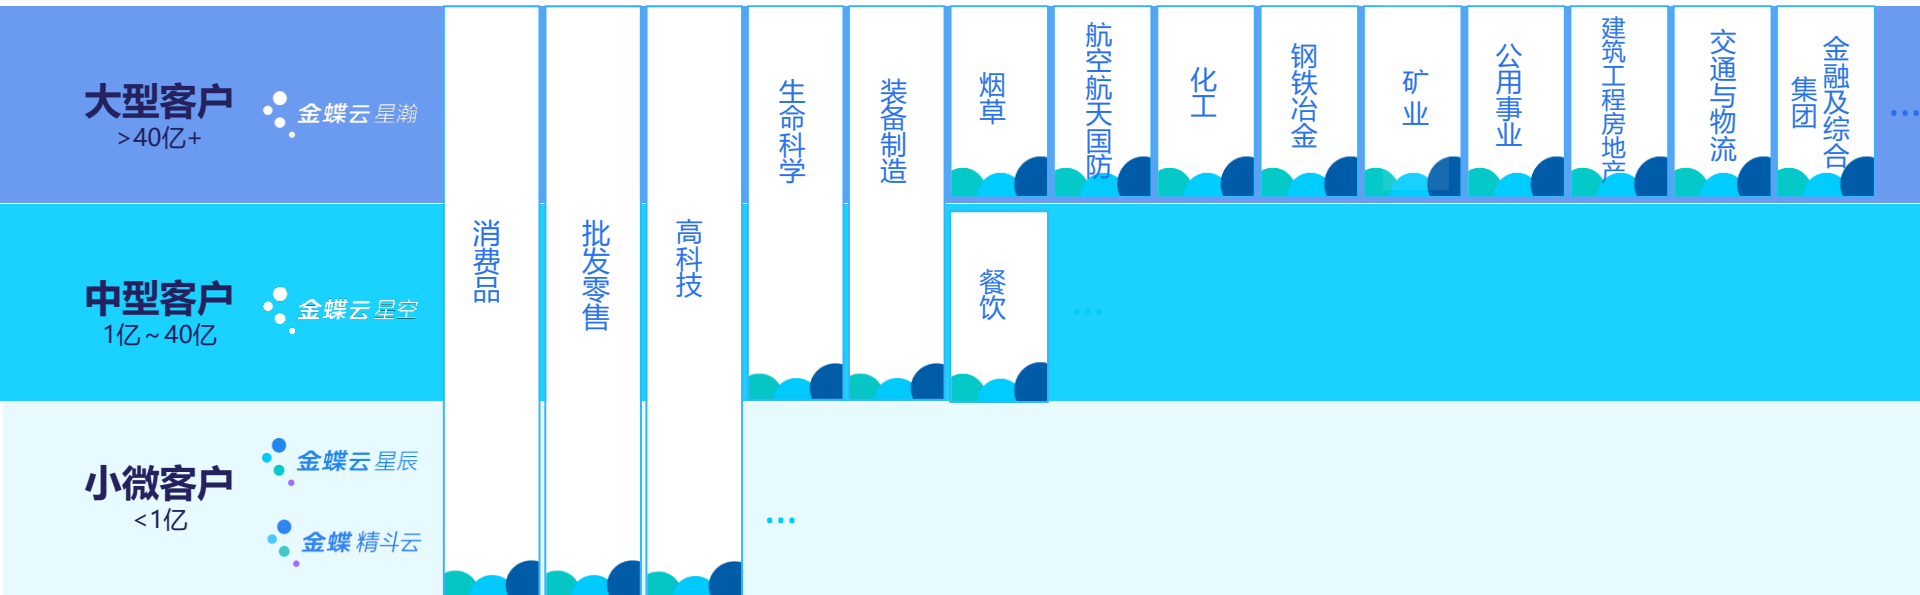 大型客户
>40亿+
金蝶云 星瀚
消费品
批发零售
高科技
生命科学
装备制造
烟草
航空航天国防
化工
钢铁冶金
矿业
公用事业
建筑工程房地产
交通与物流
金融及综合
集团
...
中型客户
1亿~40亿
金蝶云 星空
餐饮
...
小微客户
<1亿
金蝶云 星辰
金蝶 精斗云
...